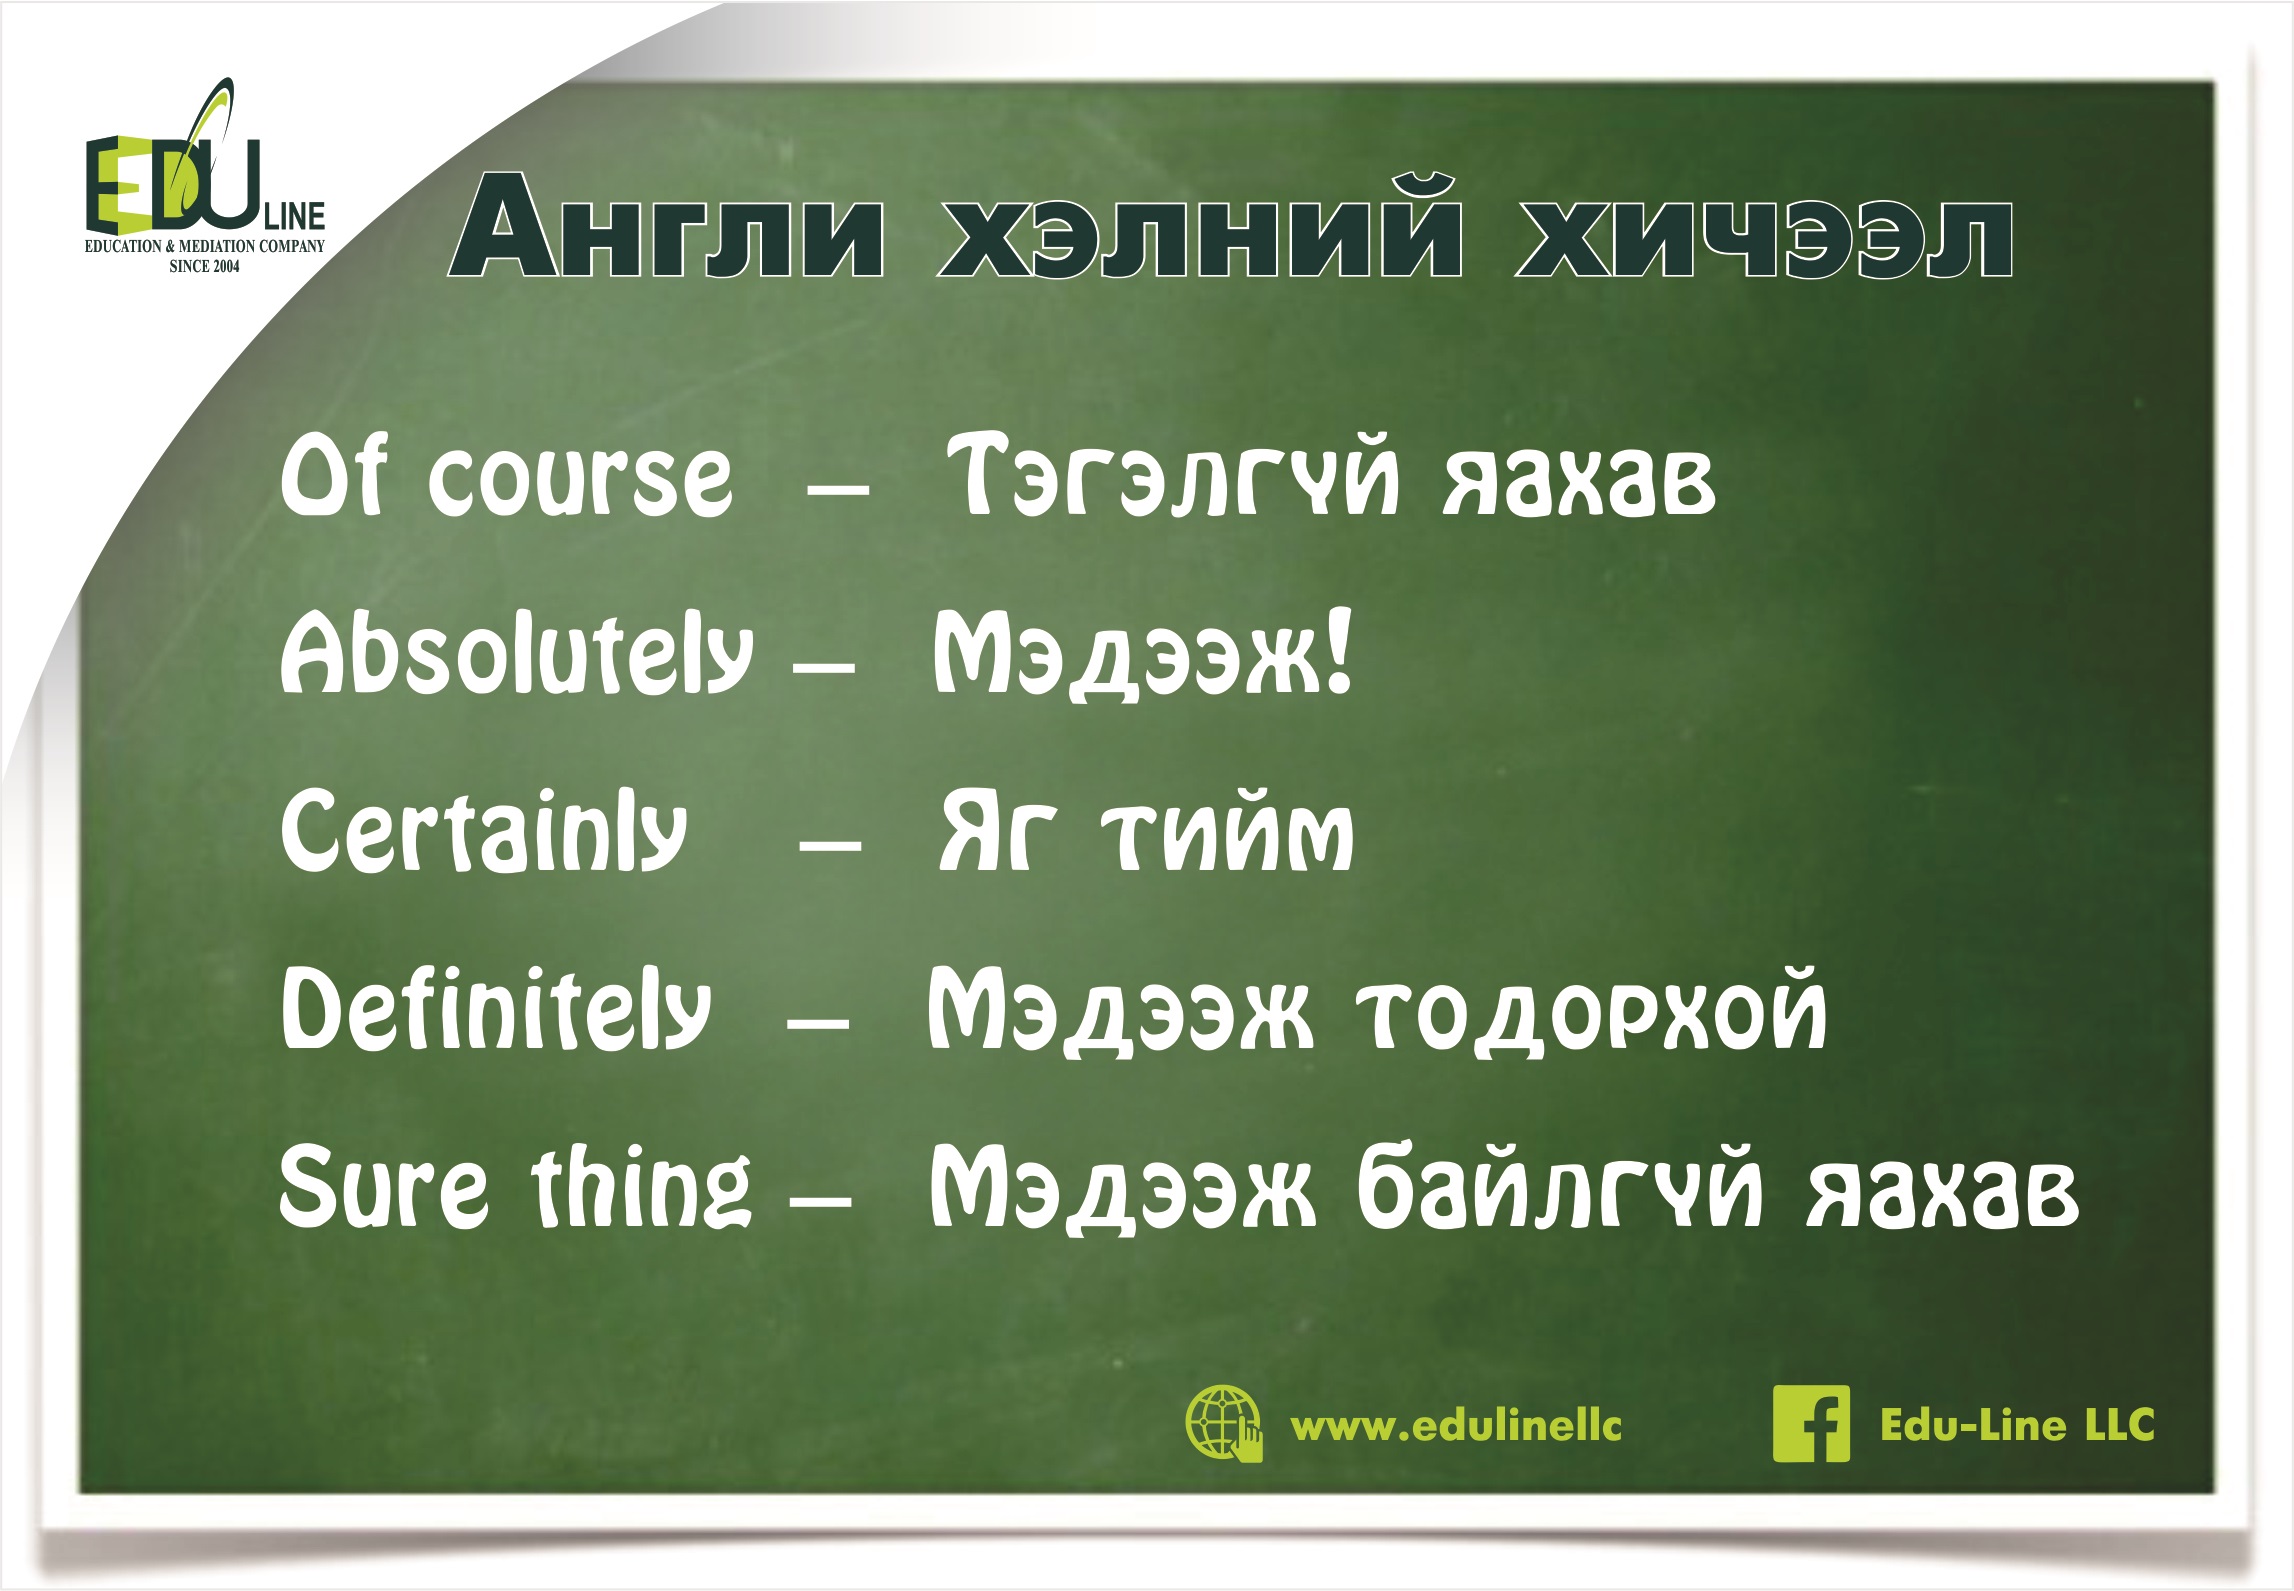 EDU LINE
EDUCATION & MEDIATION COMPANY
SINCE 2004
Англи хэлний хичээл
Of course – Тэгэлгүй яахав
Absolutely – Мэдээж!
Certainly – Яг тийм
Definitely – Мэдээж тодорхой
Sure thing – Мэдээж байлгүй яахав
www.edulinellc
f Edu-Line LLC